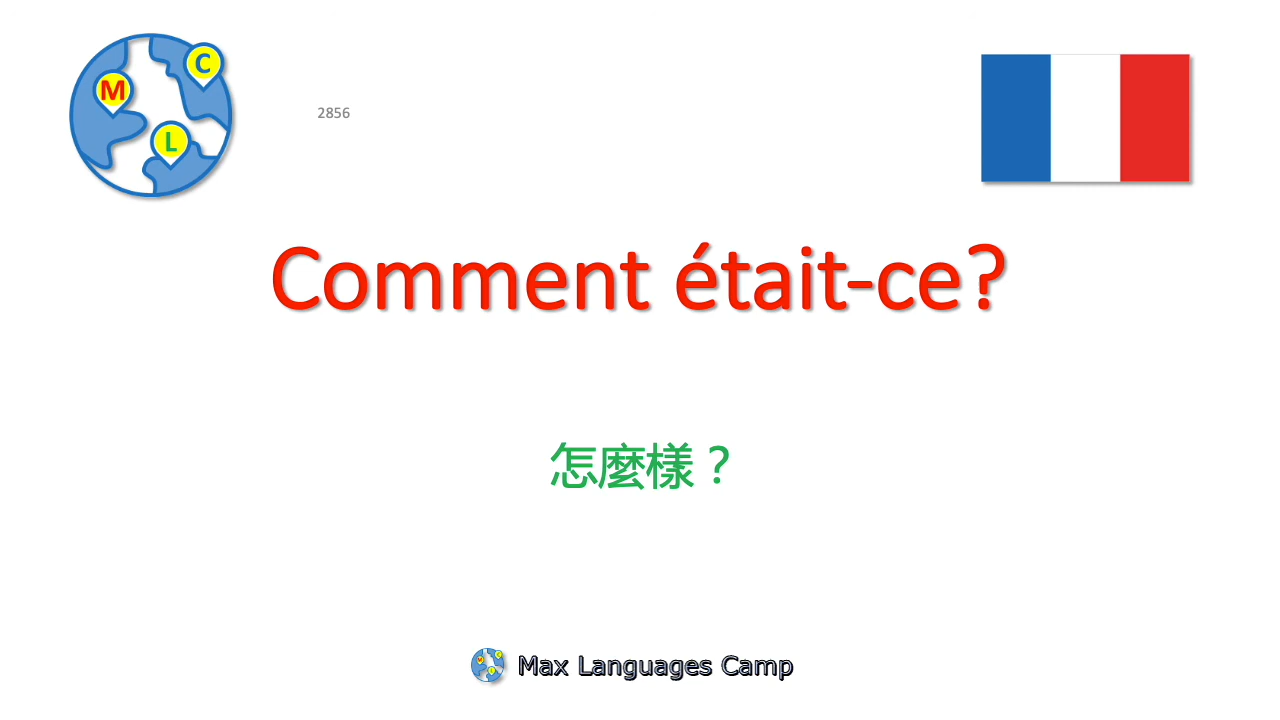 M
C
L
2856
Comment était-ce?
怎麼樣？
Max Languages Camp